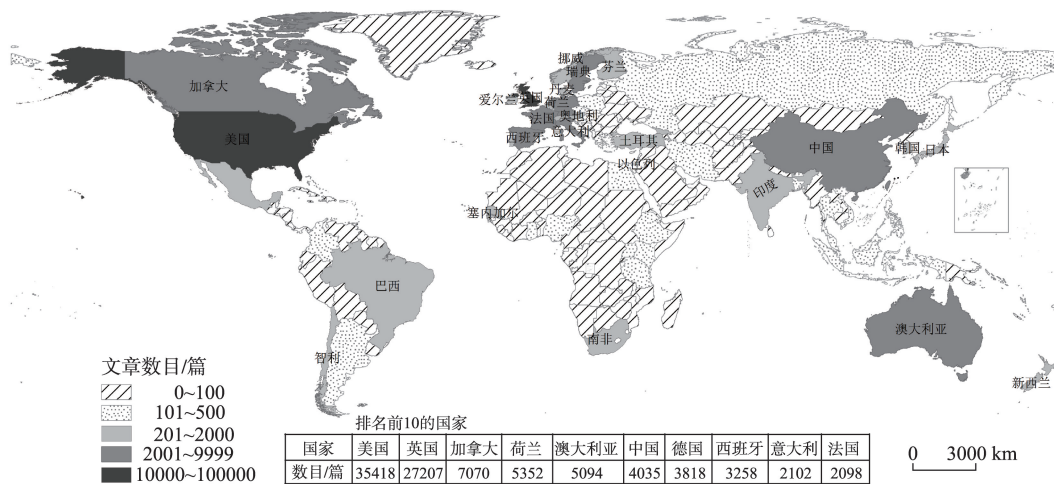 挪威
瑞典
芬兰
丹麦
爱尔兰
英国
荷兰
加拿大
法国
奥地利
美国
西班牙
意大利
土耳其
中国
韩国
日本
以色列
印度
塞内加尔
巴西
南非
澳大利亚
智利
新西兰
文章数目/篇
0~100
101~500
201~2000
2001~9999
10000~100000
排名前10的国家
国家 美国 英国 加拿大 荷兰 澳大利亚 中国 德国 西班牙 意大利 法国
数目/篇 35418 27207 7070 5352 5094 4035 3818 3258 2102 2098
0 3000 km